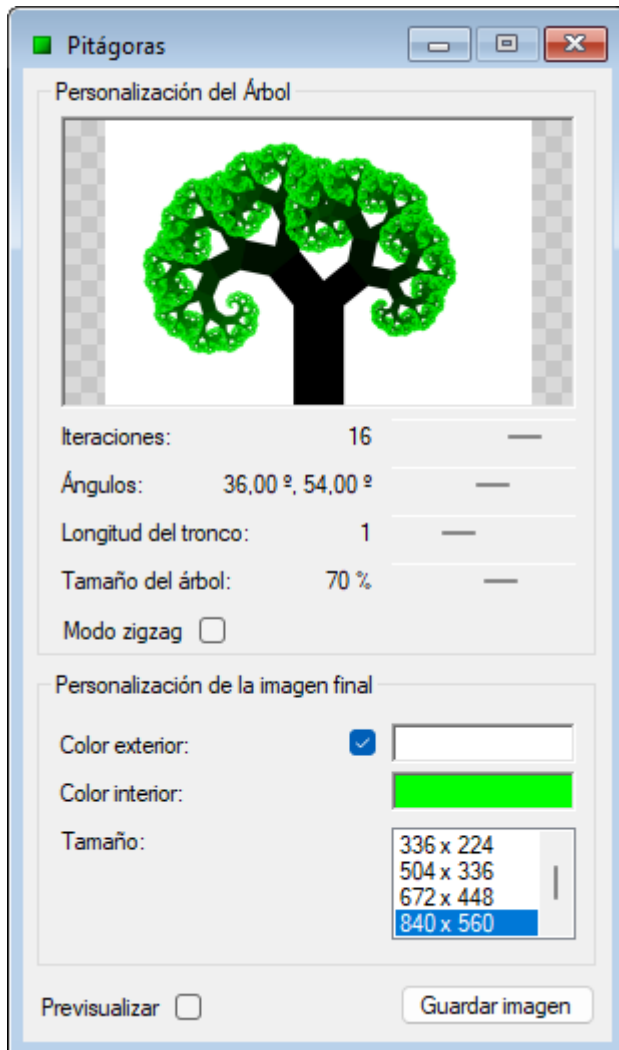 Pitágoras
Personalización del Árbol
Iteraciones: 16
Ángulos: 36,00 º, 54,00 º
Longitud del tronco: 1
Tamaño del árbol: 70 %
Modo zigzag
Personalización de la imagen final
Color exterior:
Color interior:
Tamaño:
336 x 224
504 x 336
672 x 448
840 x 560
Previsualizar
Guardar imagen